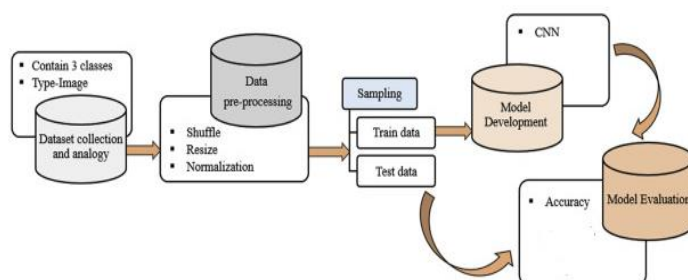 ▪ Contain 3 classes
▪ Type-Image
Dataset collection
and analogy
Data
pre-processing
▪ Shuffle
▪ Resize
▪ Normalization
Sampling
Train data
Test data
▪ CNN
Model
Development
▪ Accuracy
Model Evaluation